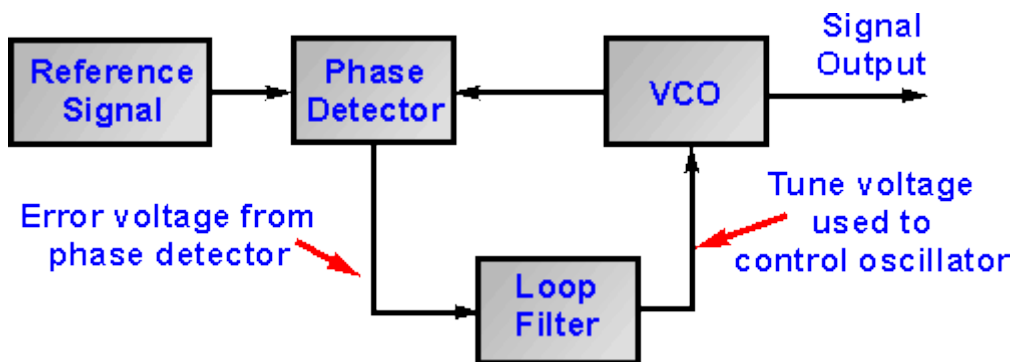 Reference
Signal
Phase
Detector
VCO
Signal
Output
Error voltage from
phase detector
Loop
Filter
Tune voltage
used to
control oscillator